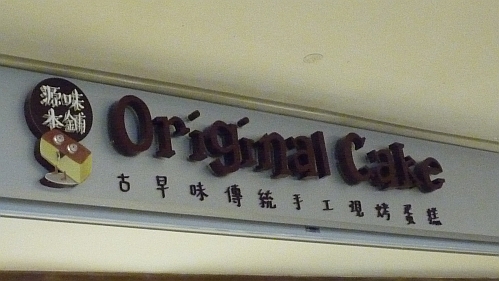 源味
本舖
Original Cake
古早味傳統手工現烤蛋糕